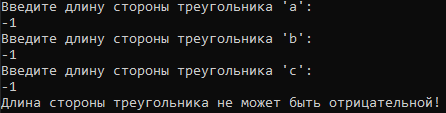 Введите длину стороны треугольника 'a':
-1
Введите длину стороны треугольника 'b':
-1
Введите длину стороны треугольника 'c':
-1
Длина стороны треугольника не может быть отрицательной!